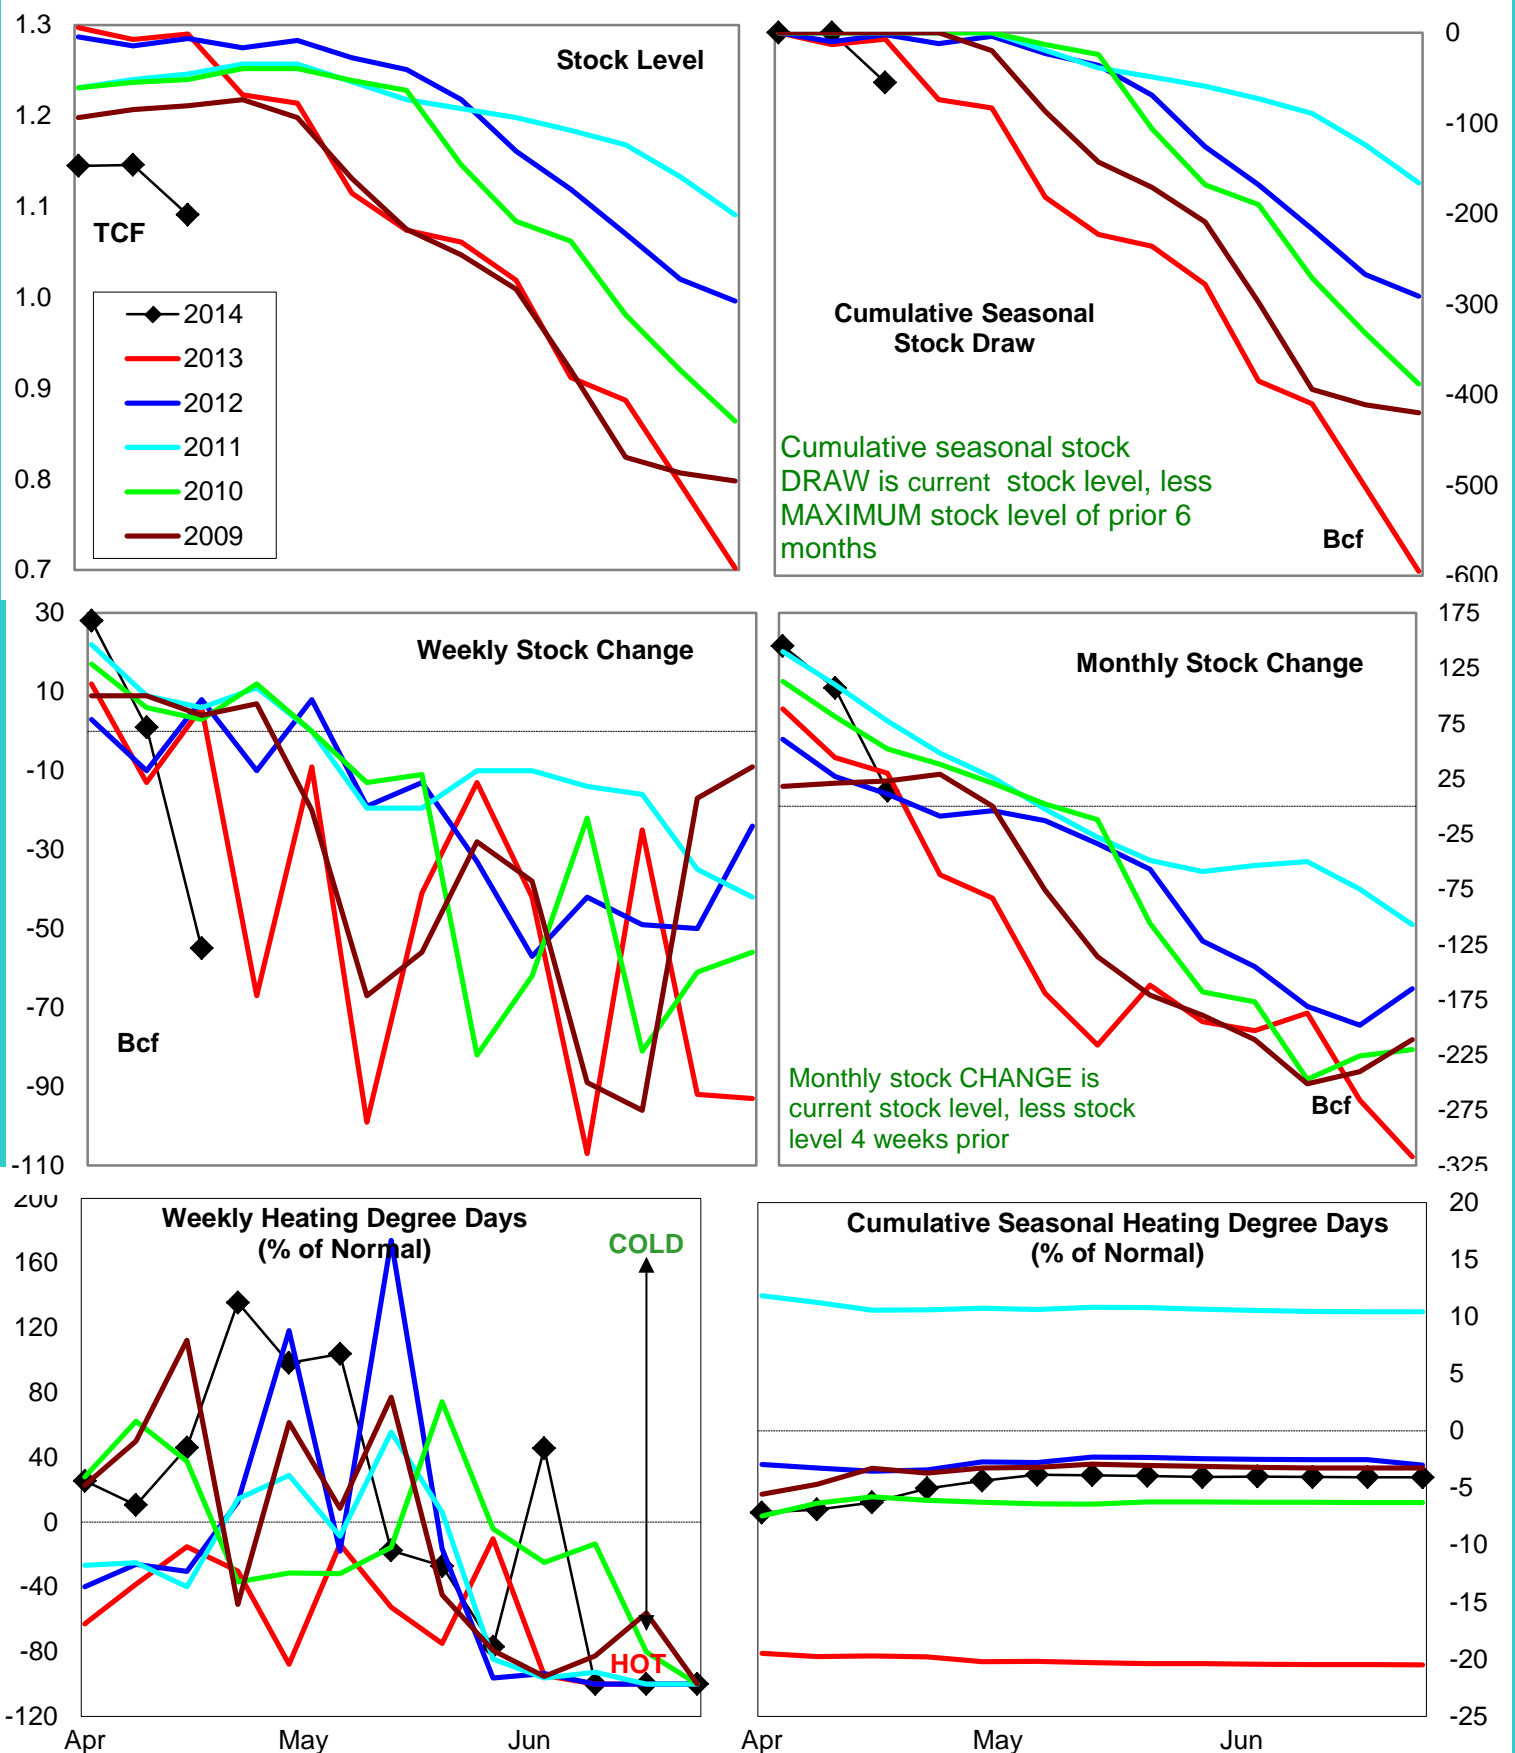 Stock Level
1.3
1.2
1.1
1.0
0.9
0.8
0.7
TCF
2014
2013
2012
2011
2010
2009
Cumulative Seasonal
Stock Draw
0
-100
-200
-300
-400
-500
-600
Cumulative seasonal stock
DRAW is current stock level, less
MAXIMUM stock level of prior 6
months
Bcf
Weekly Stock Change
30
10
-10
-30
-50
-70
-90
-110
Bcf
Monthly Stock Change
175
125
75
25
-25
-75
-125
-175
-225
-275
-325
Monthly stock CHANGE is
current stock level, less stock
level 4 weeks prior
Bcf
Weekly Heating Degree Days
(% of Normal)
200
160
120
80
40
0
-40
-80
-120
COLD
HOT
Apr May Jun
Cumulative Seasonal Heating Degree Days
(% of Normal)
20
15
10
5
0
-5
-10
-15
-20
-25
Apr May Jun